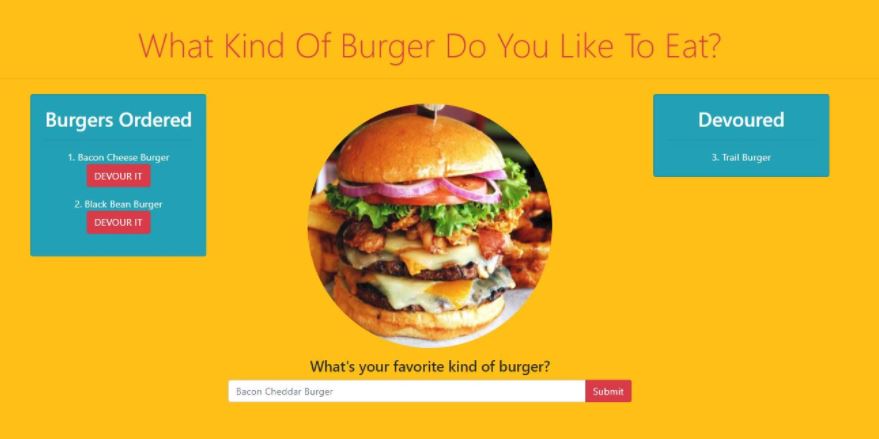 What Kind Of Burger Do You Like To Eat?
Burgers Ordered
1. Bacon Cheese Burger
DEVOUR IT
2. Black Bean Burger
DEVOUR IT
Devoured
3. Trail Burger
What's your favorite kind of burger?
Bacon Cheddar Burger
Submit